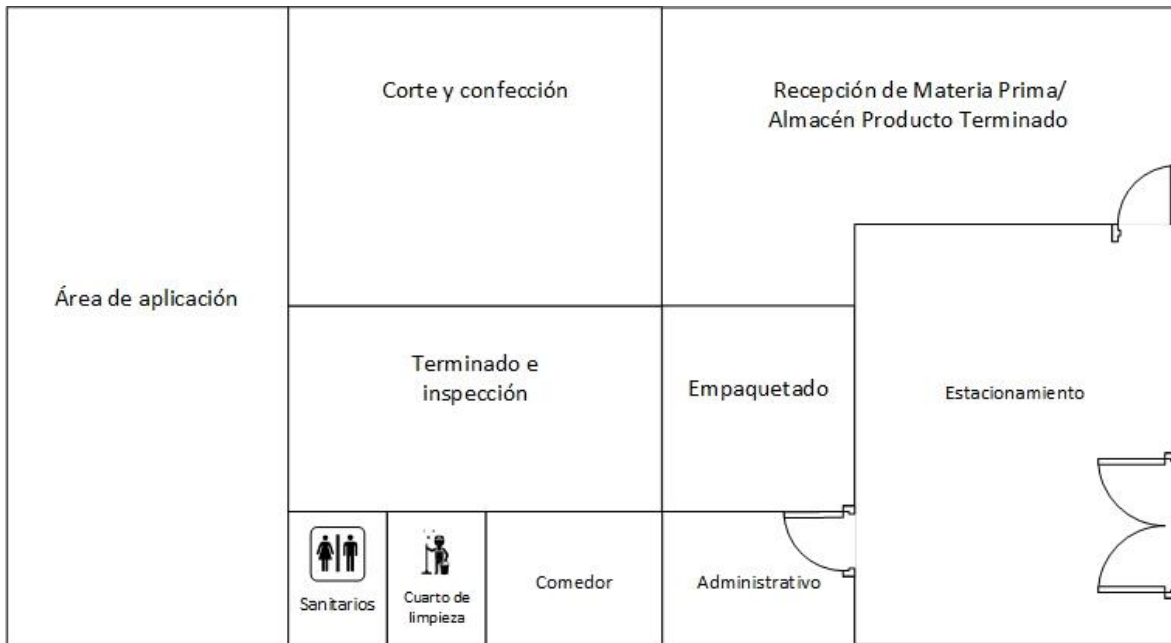 Corte y confección
Recepción de Materia Prima/
Almacén Producto Terminado
Área de aplicación
Terminado e
inspección
Empaquetado
Estacionamiento
Sanitarios
Cuarto de
limpieza
Comedor
Administrativo